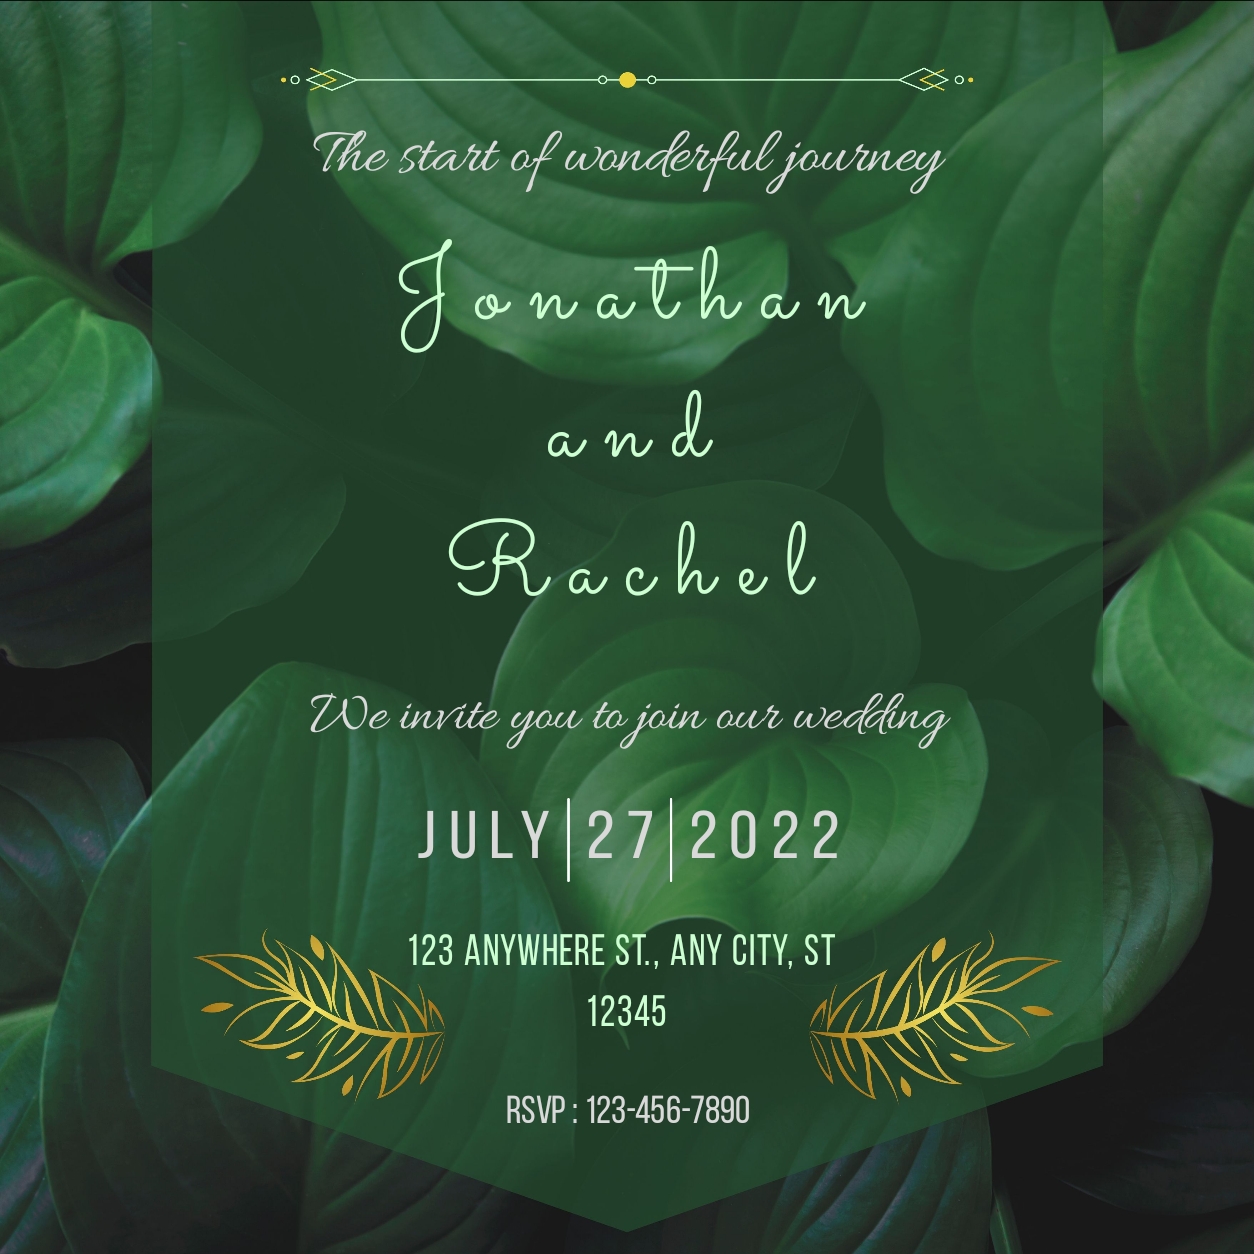 The start of wonderful journey
Jonathan
and
Rachel
We invite you to join our wedding
JULY|27|2022
123 ANYWHERE ST., ANY CITY, ST
12345
RSVP : 123-456-7890